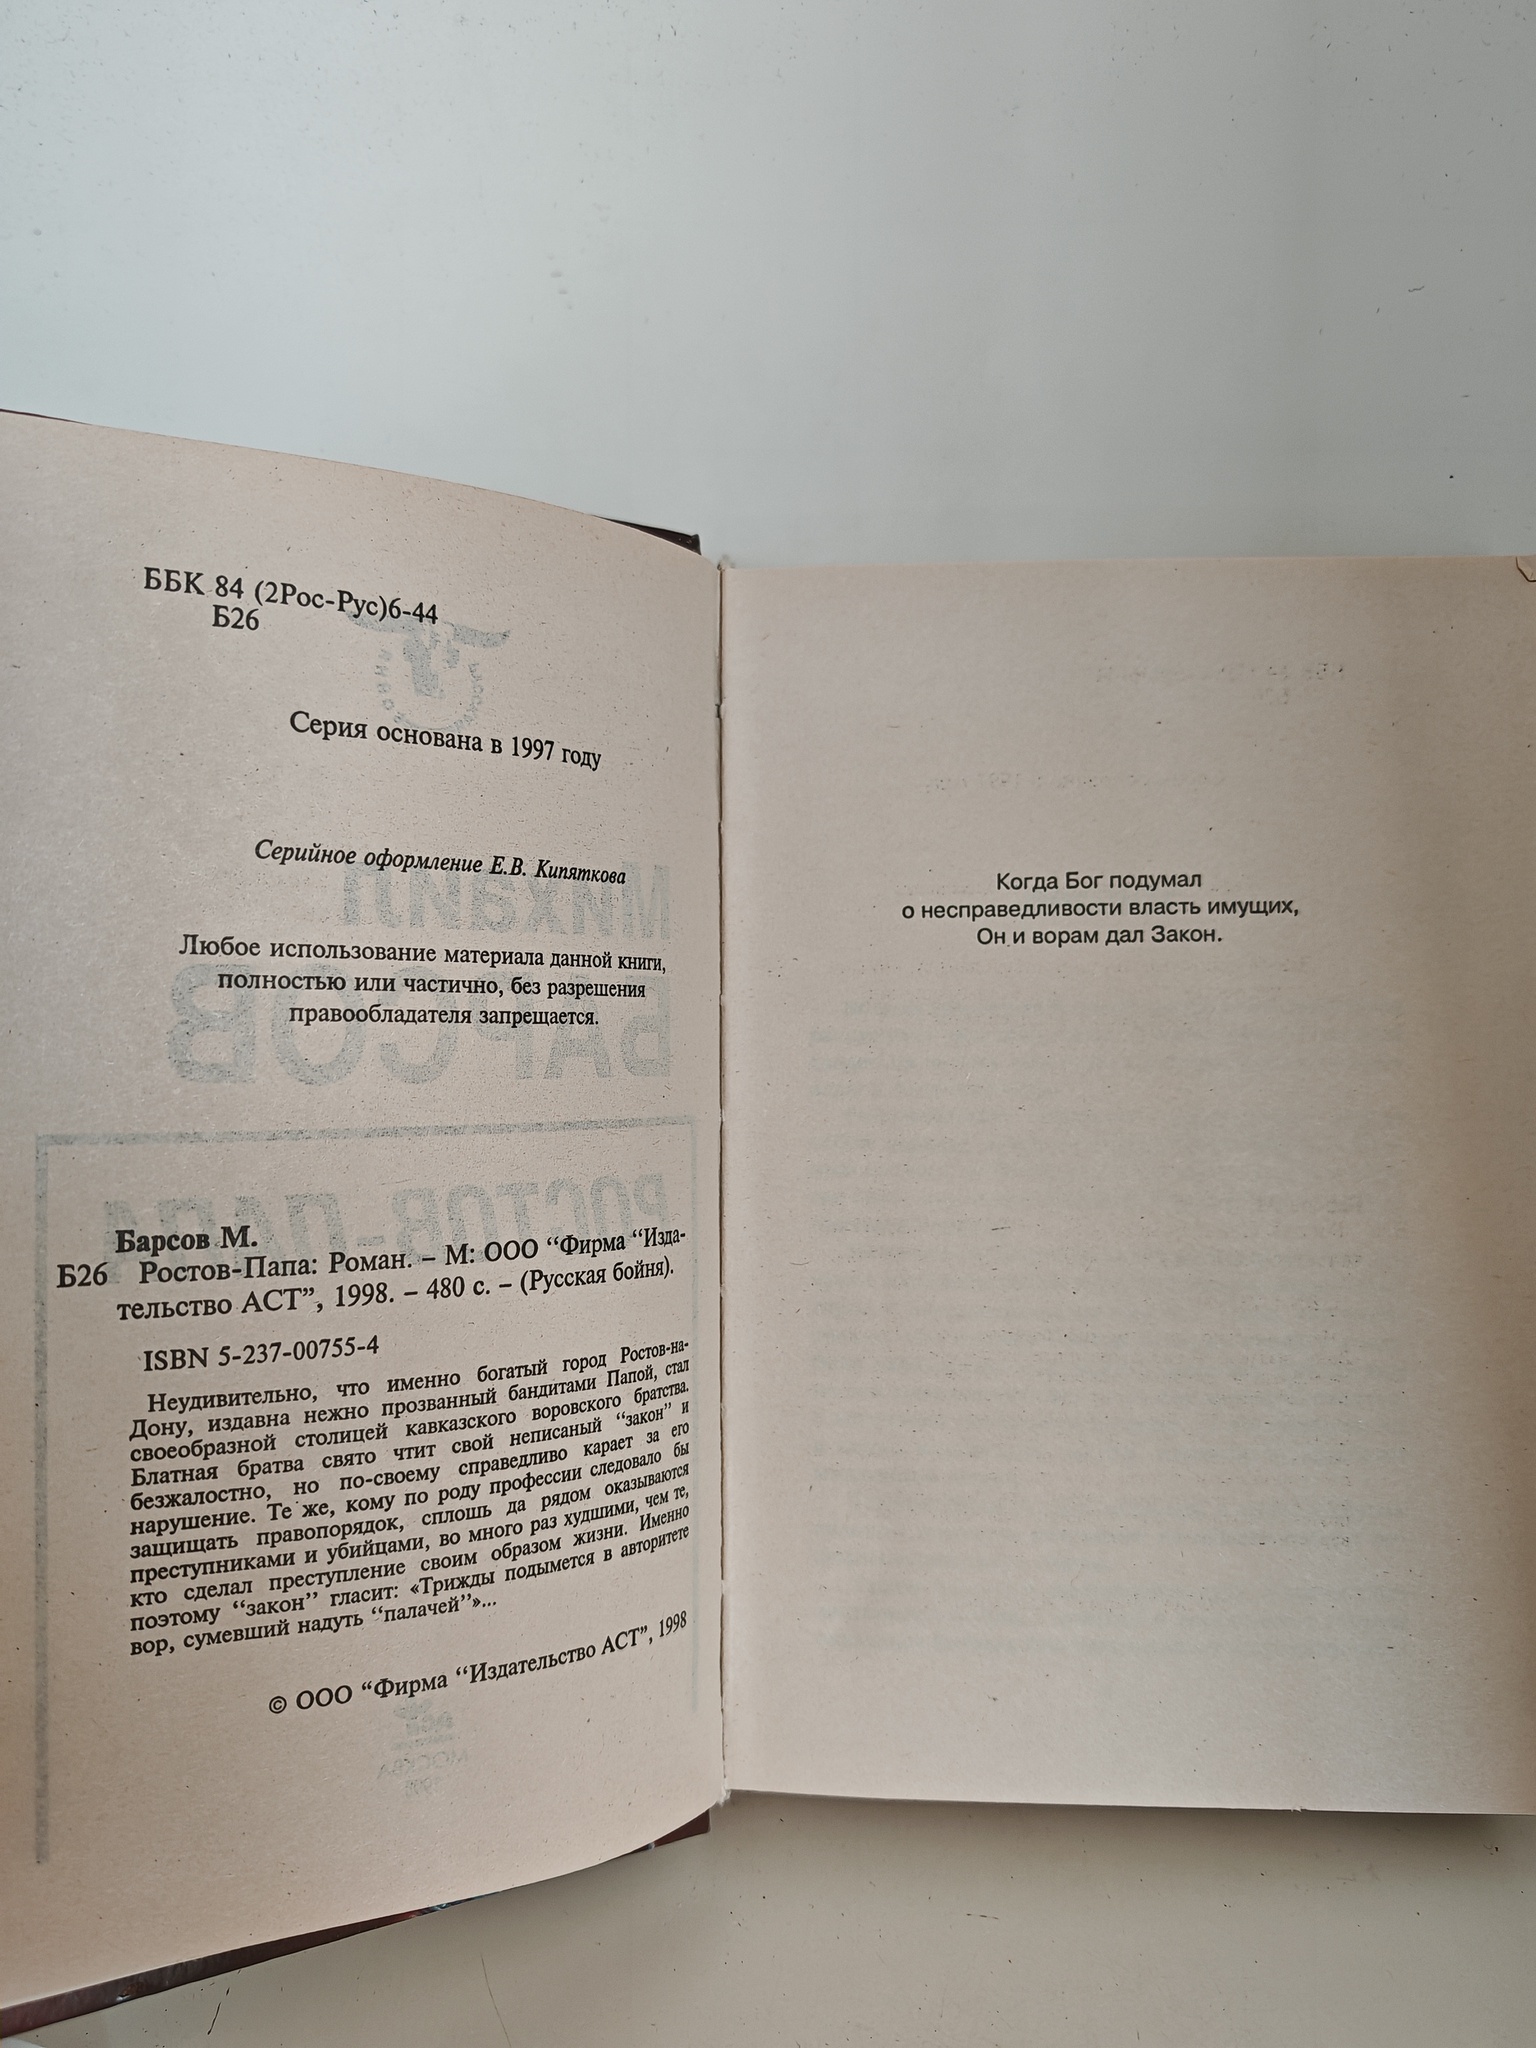 ББК 84 (2Рос-Рус)6-44
Б26
Серия основана в 1997 году
Серийное оформление Е.В. Кипяткова
Любое использование материала данной книги,
полностью или частично, без разрешения
правообладателя запрещается.
Барсов М.
Б26 Ростов-Папа: Роман. – М: ООО “Фирма “Изда-
тельство АСТ”, 1998. – 480 с. – (Русская бойня).
ISBN 5-237-00755-4
Неудивительно, что именно богатый город Ростов-на-
Дону, издавна нежно прозванный бандитами Папой, стал
своеобразной столицей кавказского воровского братства.
Блатная братва свято чтит свой неписаный “закон” и
безжалостно, но по-своему справедливо карает за его
нарушение. Те же, кому по роду профессии следовало бы
защищать правопорядок, сплошь да рядом оказываются
преступниками и убийцами, во много раз худшими, чем те,
кто сделал преступление своим образом жизни. Именно
поэтому “закон” гласит: «Трижды подымется в авторитете
вор, сумевший надуть “палачей”»...
© ООО “Фирма “Издательство АСТ”, 1998
Когда Бог подумал
о несправедливости власть имущих,
Он и ворам дал Закон.